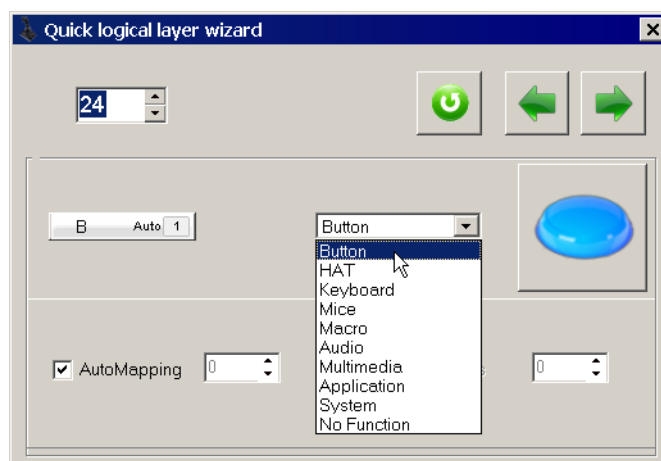 Quick logical layer wizard
24
B Auto 1
Button
Button
HAT
Keyboard
Mice
Macro
Audio
Multimedia
Application
System
No Function
AutoMapping 0
s 0